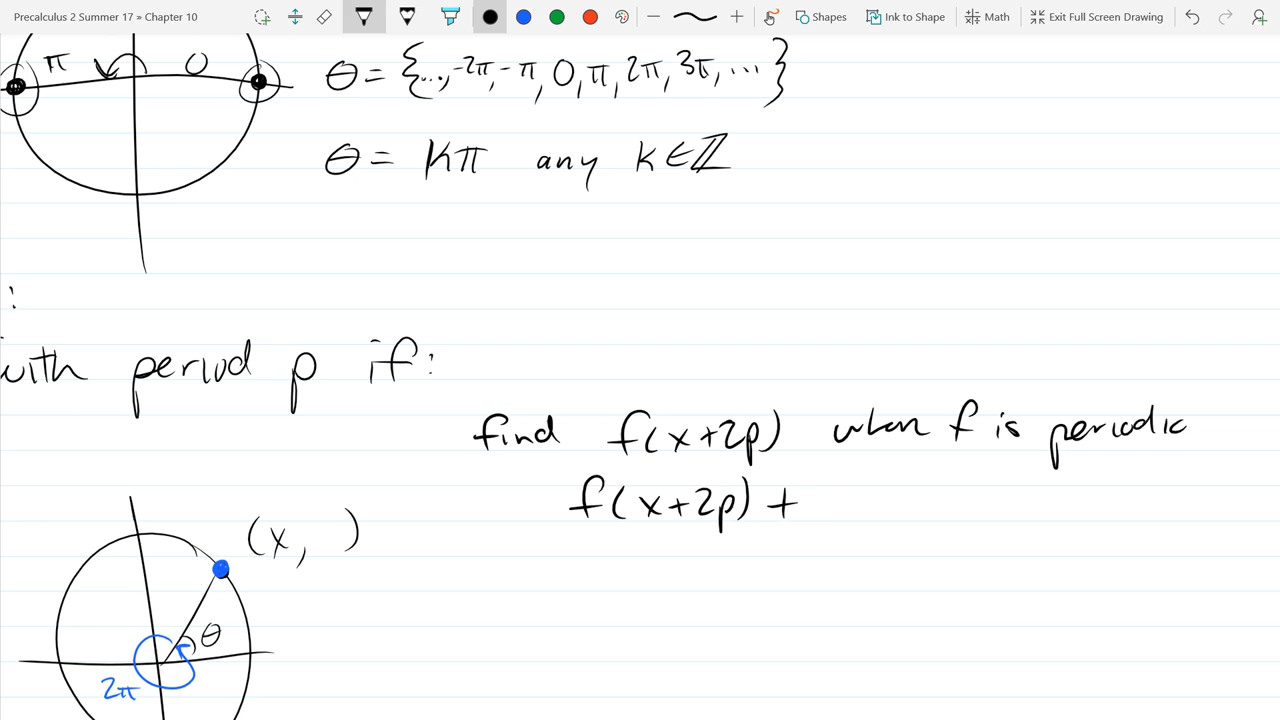 Precalculus 2 Summer 17 » Chapter 10
Shapes
Ink to Shape
Math
Exit Full Screen Drawing
π 0
θ = {..., -2π, -π, 0, π, 2π, 3π, ...}
θ = kπ any k ∈ ℤ
:
with period p if:
find f(x+2p) when f is periodic
f(x+2p) +
(x, )
θ
2π